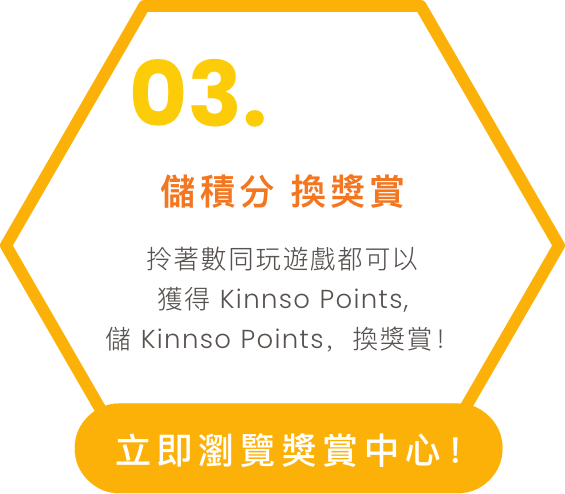 03.
儲積分 換獎賞
拎著數同玩遊戲都可以
獲得 Kinnso Points,
儲 Kinnso Points，換獎賞！
立即瀏覽獎賞中心！